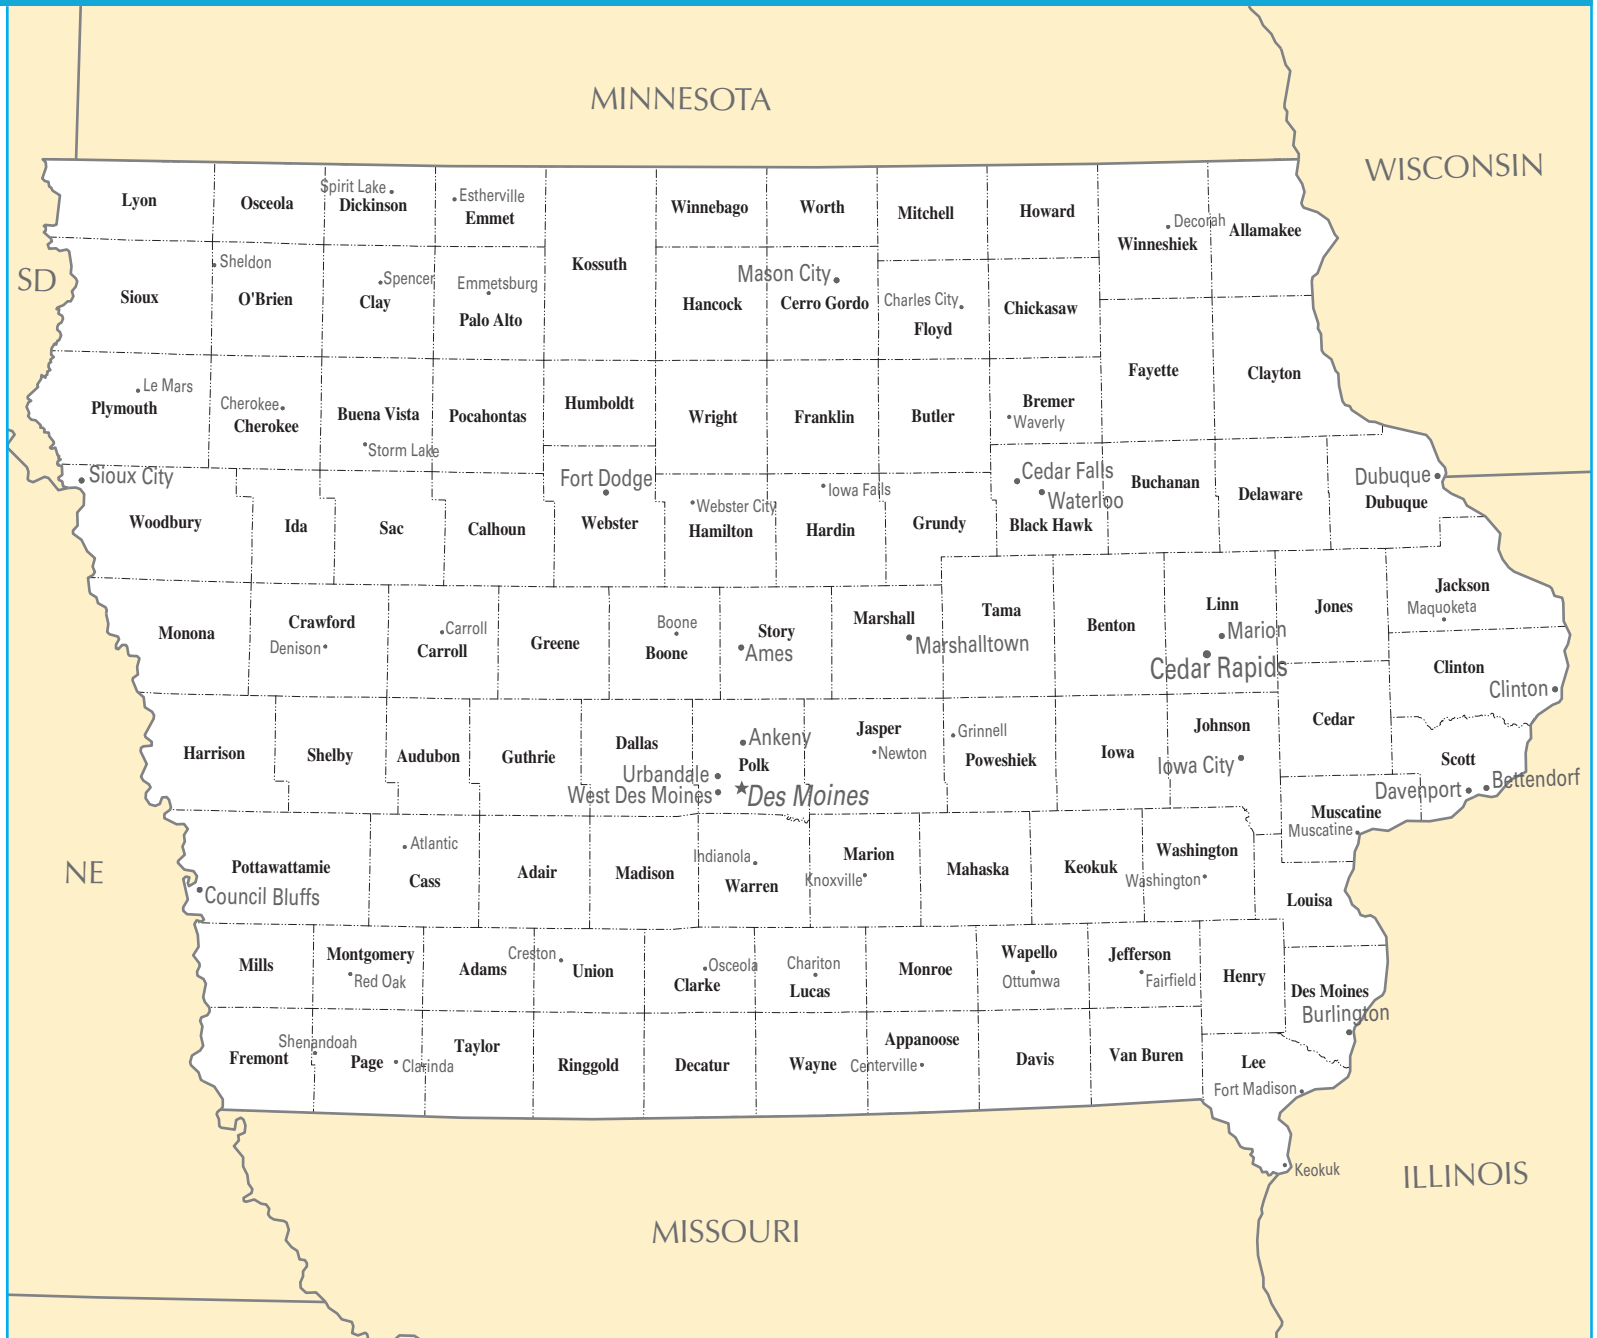 MINNESOTA
WISCONSIN
SD
NE
MISSOURI
ILLINOIS
Lyon
Osceola
Spirit Lake
Dickinson
Estherville
Emmet
Kossuth
Winnebago
Worth
Mitchell
Howard
Decorah
Winneshiek
Allamakee
Sioux
Sheldon
O'Brien
Spencer
Clay
Emmetsburg
Palo Alto
Hancock
Mason City
Cerro Gordo
Charles City
Floyd
Chickasaw
Fayette
Clayton
Le Mars
Plymouth
Cherokee
Cherokee
Buena Vista
Storm Lake
Pocahontas
Humboldt
Wright
Franklin
Butler
Bremer
Waverly
Sioux City
Woodbury
Ida
Sac
Calhoun
Fort Dodge
Webster
Webster City
Hamilton
Iowa Falls
Hardin
Grundy
Cedar Falls
Waterloo
Black Hawk
Buchanan
Delaware
Dubuque
Dubuque
Monona
Crawford
Denison
Carroll
Carroll
Greene
Boone
Boone
Story
Ames
Marshall
Marshalltown
Tama
Benton
Linn
Marion
Cedar Rapids
Jones
Jackson
Maquoketa
Clinton
Clinton
Harrison
Shelby
Audubon
Guthrie
Dallas
Urbandale
West Des Moines
Ankeny
Polk
Des Moines
Jasper
Newton
Grinnell
Poweshiek
Iowa
Johnson
Iowa City
Cedar
Scott
Davenport
Bettendorf
Muscatine
Muscatine
Pottawattamie
Council Bluffs
Atlantic
Cass
Adair
Madison
Indianola
Warren
Marion
Knoxville
Mahaska
Keokuk
Washington
Washington
Louisa
Mills
Montgomery
Red Oak
Adams
Creston
Union
Osceola
Clarke
Chariton
Lucas
Monroe
Wapello
Ottumwa
Jefferson
Fairfield
Henry
Des Moines
Burlington
Fremont
Shenandoah
Page
Clarinda
Taylor
Ringgold
Decatur
Wayne
Appanoose
Centerville
Davis
Van Buren
Lee
Fort Madison
Keokuk